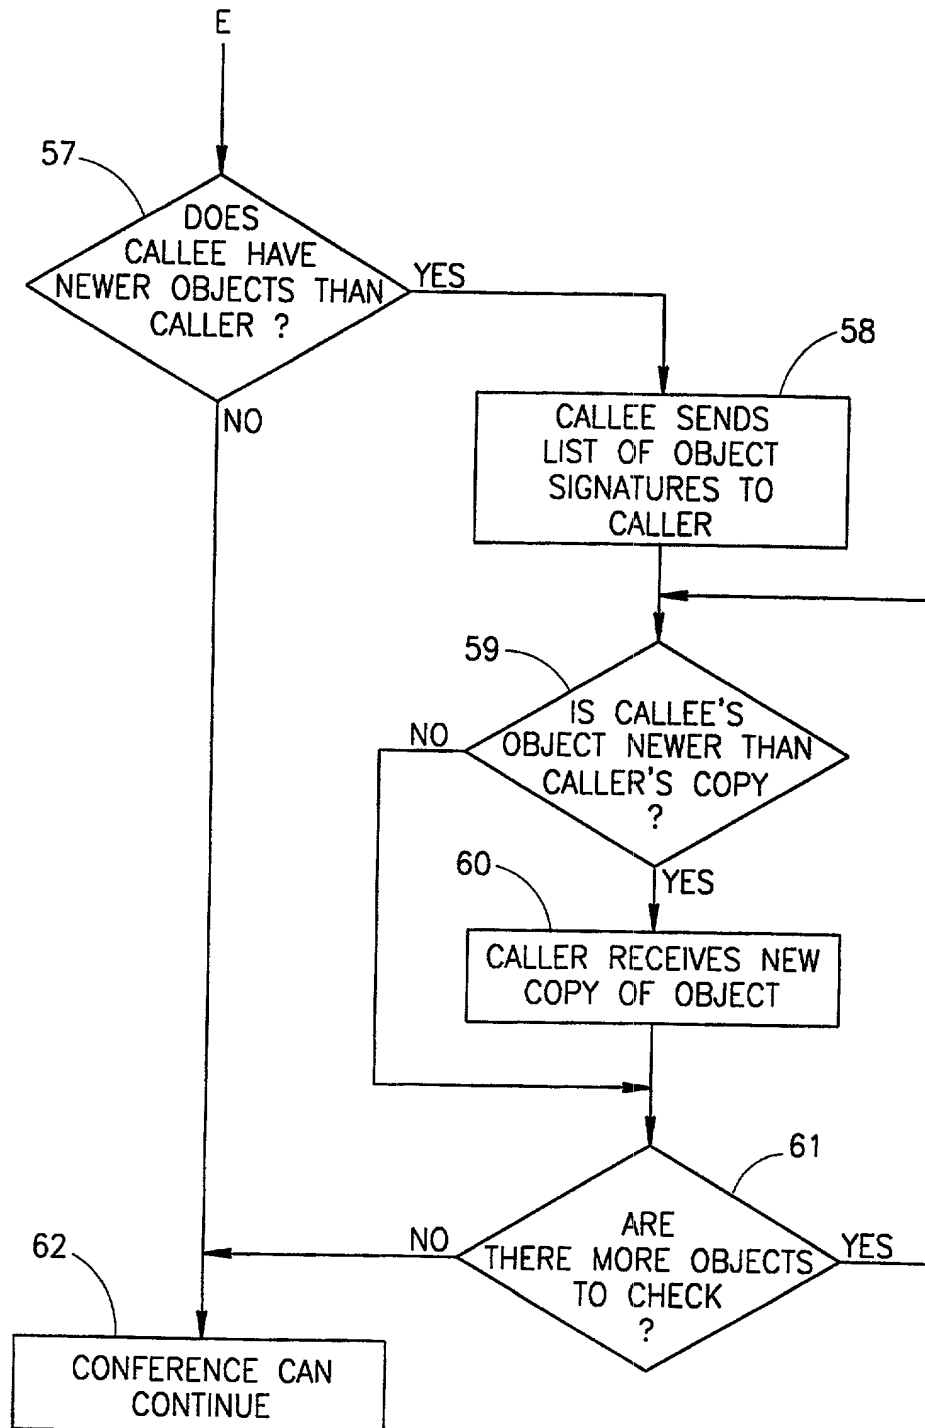 E
57
DOES
CALLEE HAVE
NEWER OBJECTS THAN
CALLER ?
YES
NO
58
CALLEE SENDS
LIST OF OBJECT
SIGNATURES TO
CALLER
59
IS CALLEE'S
OBJECT NEWER THAN
CALLER'S COPY
?
NO
YES
60
CALLER RECEIVES NEW
COPY OF OBJECT
61
ARE
THERE MORE OBJECTS
TO CHECK
?
NO
YES
62
CONFERENCE CAN
CONTINUE